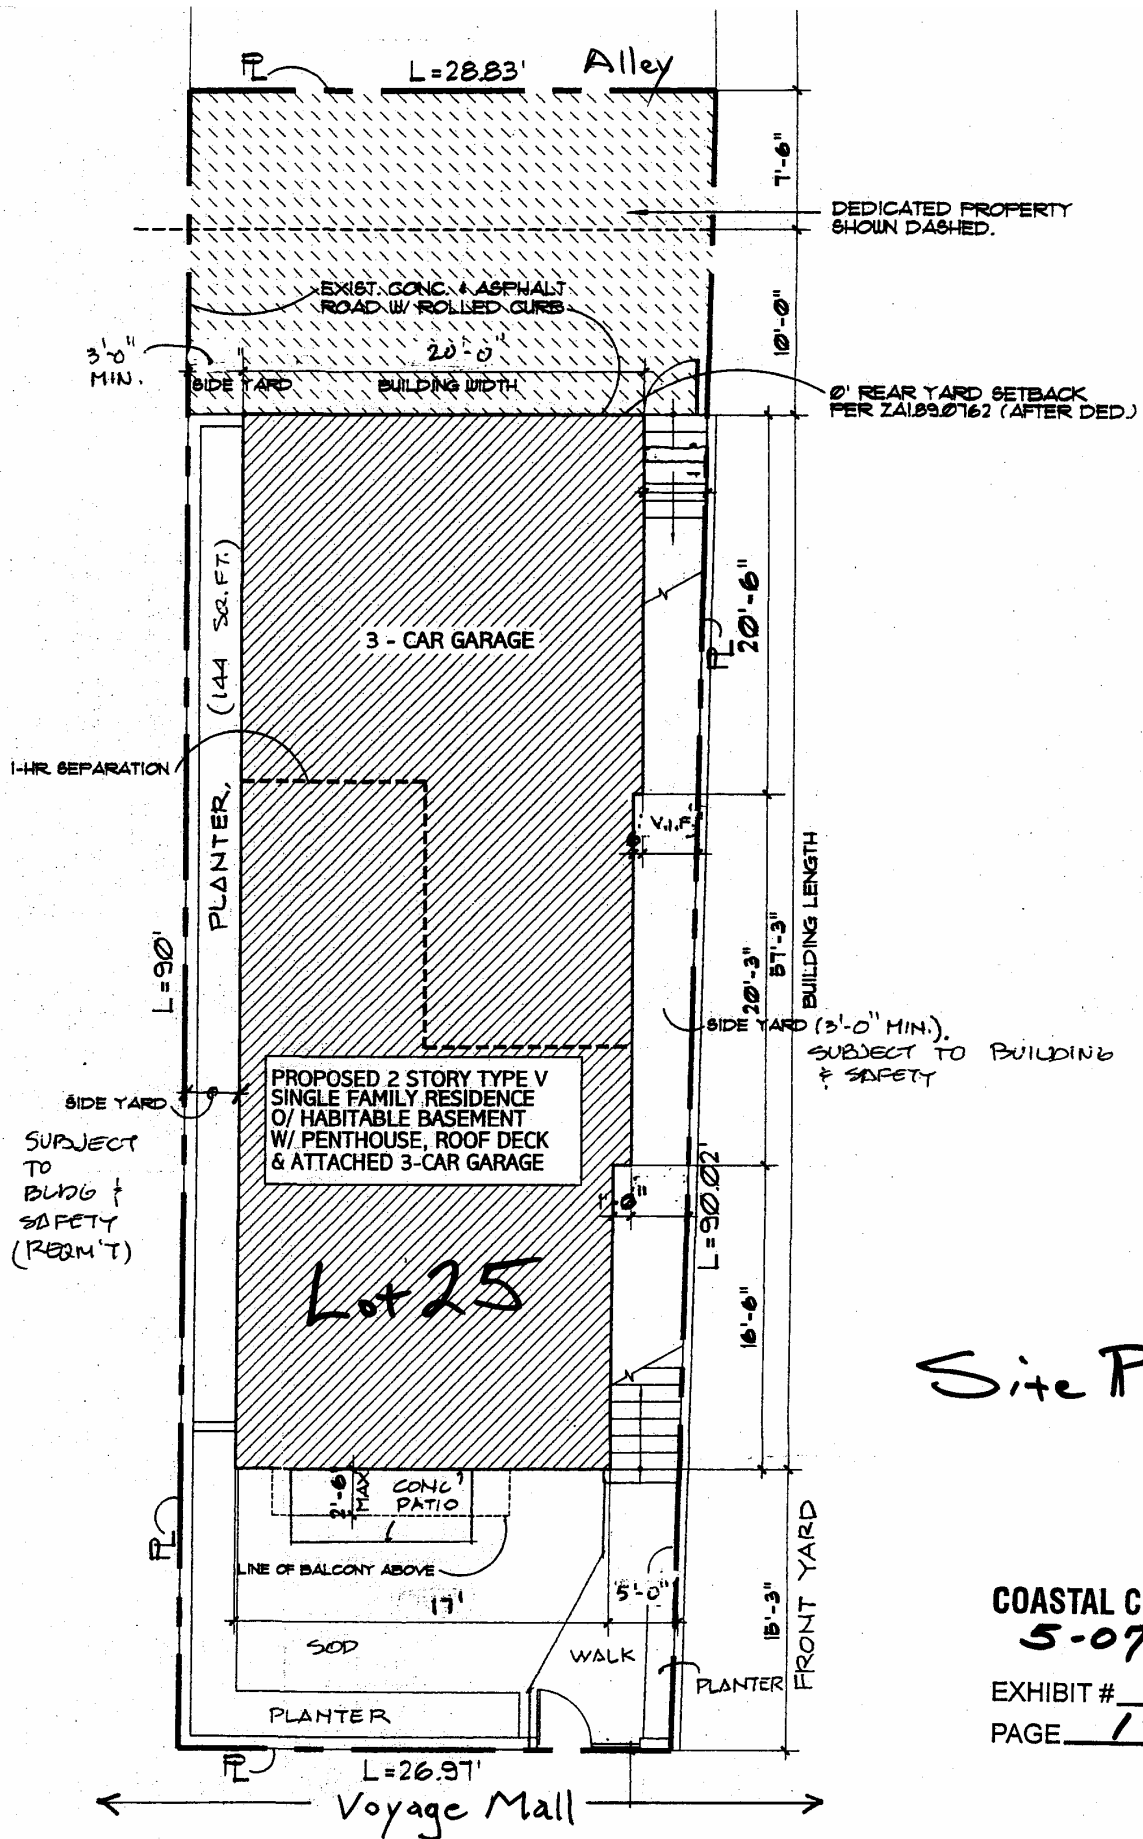 PL
L=28.83'
Alley
7'-6"
DEDICATED PROPERTY
SHOWN DASHED.
EXIST. CONC. & ASPHALT
ROAD W/ ROLLED CURB
10'-0"
3'-0"
MIN.
20'-0"
SIDE YARD
BUILDING WIDTH
0' REAR YARD SETBACK
PER ZAI.89.0762 (AFTER DED.)
3 - CAR GARAGE
20'-6"
PL
PLANTER, (144 SQ.FT.)
1-HR SEPARATION
V.I.F.
BUILDING LENGTH
57'-3"
20'-3"
L=90'
SIDE YARD (3'-0" MIN.).
SUBJECT TO BUILDING
& SAFETY
PROPOSED 2 STORY TYPE V
SINGLE FAMILY RESIDENCE
O/ HABITABLE BASEMENT
W/ PENTHOUSE, ROOF DECK
& ATTACHED 3-CAR GARAGE
SIDE YARD
SUBJECT
TO
BLDG &
SAFETY
(REQM'T)
L=90.02'
Lot 25
16'-6"
Site P
2'-6"
MAX
CONC
PATIO
PL
LINE OF BALCONY ABOVE
17'
5'-0"
15'-3"
FRONT YARD
SOD
WALK
PLANTER
PLANTER
COASTAL C
5-07
EXHIBIT #
PAGE 1
PL
L=26.97'
Voyage Mall